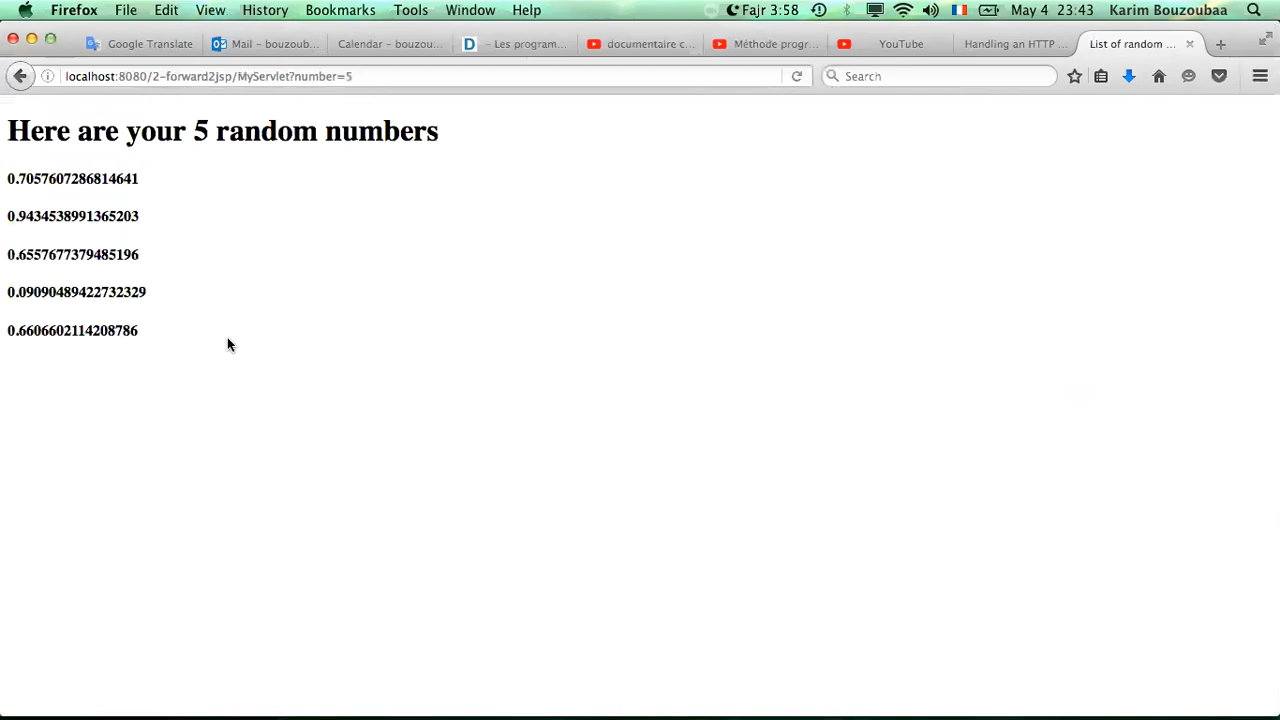 Firefox File Edit View History Bookmarks Tools Window Help Fajr 3:58 May 4 23:43 Karim Bouzoubaa
Google Translate Mail – bouzoub... Calendar – bouzou... – Les program... documentaire c... Méthode progr... YouTube Handling an HTTP ... List of random ...
localhost:8080/2-forward2jsp/MyServlet?number=5 Search
Here are your 5 random numbers
0.7057607286814641
0.9434538991365203
0.6557677379485196
0.09090489422732329
0.6606602114208786